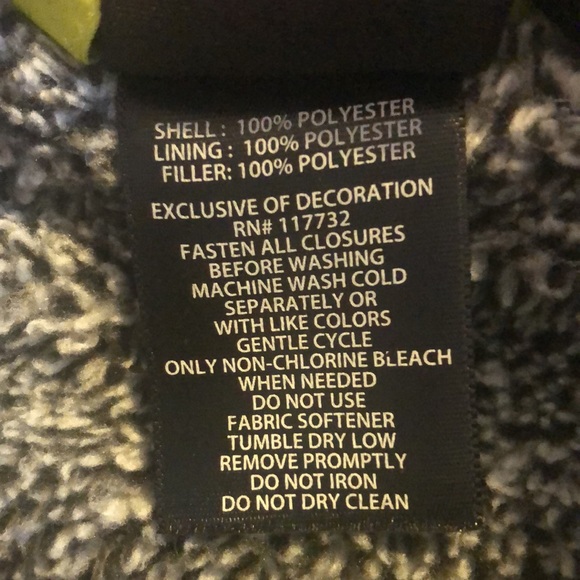 SHELL : 100% POLYESTER
LINING : 100% POLYESTER
FILLER: 100% POLYESTER
EXCLUSIVE OF DECORATION
RN# 117732
FASTEN ALL CLOSURES
BEFORE WASHING
MACHINE WASH COLD
SEPARATELY OR
WITH LIKE COLORS
GENTLE CYCLE
ONLY NON-CHLORINE BLEACH
WHEN NEEDED
DO NOT USE
FABRIC SOFTENER
TUMBLE DRY LOW
REMOVE PROMPTLY
DO NOT IRON
DO NOT DRY CLEAN